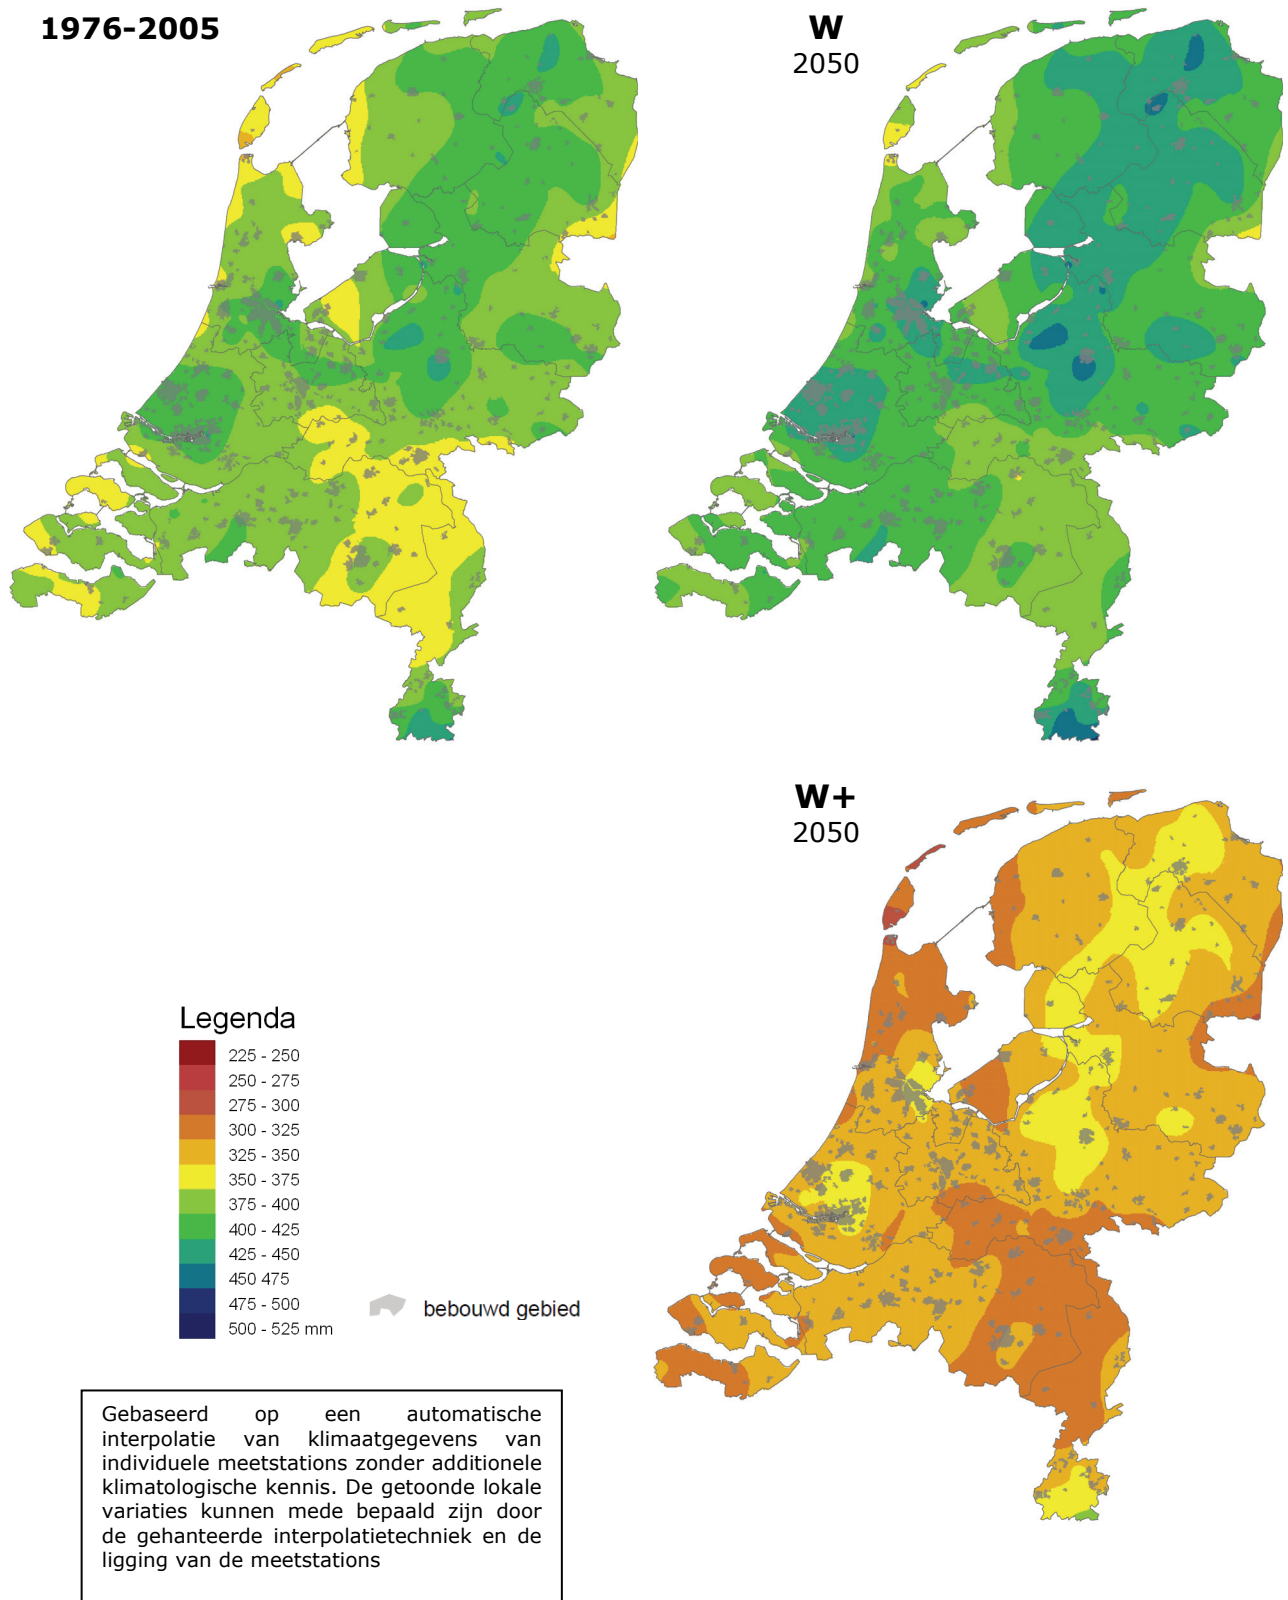 1976-2005
W
2050
W+
2050
Legenda
225 - 250
250 - 275
275 - 300
300 - 325
325 - 350
350 - 375
375 - 400
400 - 425
425 - 450
450 475
475 - 500
500 - 525 mm
bebouwd gebied
Gebaseerd op een automatische
interpolatie van klimaatgegevens van
individuele meetstations zonder additionele
klimatologische kennis. De getoonde lokale
variaties kunnen mede bepaald zijn door
de gehanteerde interpolatietechniek en de
ligging van de meetstations